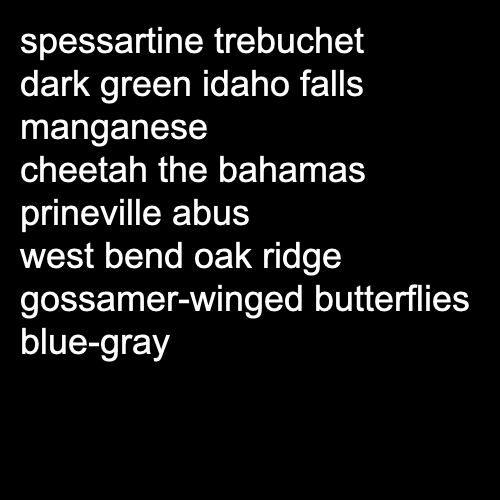 spessartine trebuchet
dark green idaho falls
manganese
cheetah the bahamas
prineville abus
west bend oak ridge
gossamer-winged butterflies
blue-gray